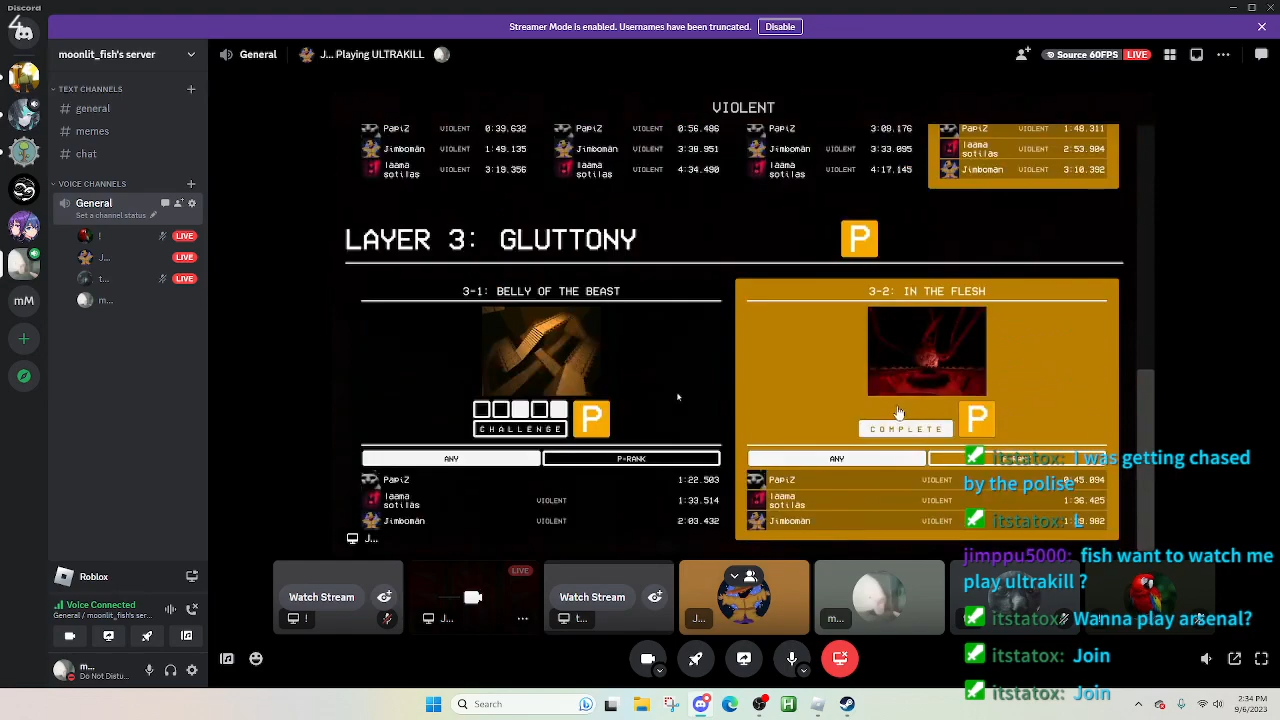 Discord
Streamer Mode is enabled. Usernames have been truncated. Disable
moonlit_fish's server
General
J... Playing ULTRAKILL
Source 60FPS LIVE
TEXT CHANNELS
general
memes
chat
VOICE CHANNELS
General
Set a channel status
! LIVE
J... LIVE
t... LIVE
m...
mM
VIOLENT
PapiZ VIOLENT 0:39.632
Jimboman VIOLENT 1:49.135
laama sotilas VIOLENT 3:19.356
PapiZ VIOLENT 0:56.486
Jimboman VIOLENT 3:38.951
laama sotilas VIOLENT 4:34.490
PapiZ VIOLENT 3:08.176
Jimboman VIOLENT 3:33.095
laama sotilas VIOLENT 4:17.145
PapiZ VIOLENT 1:48.311
laama sotilas VIOLENT 2:53.904
Jimboman VIOLENT 3:10.392
LAYER 3: GLUTTONY P
3-1: BELLY OF THE BEAST
CHALLENGE P
ANY P-RANK
PapiZ 1:22.503
laama sotilas VIOLENT 1:33.514
Jimboman VIOLENT 2:03.432
3-2: IN THE FLESH
COMPLETE P
ANY
PapiZ VIOLENT 0:45.094
laama sotilas VIOLENT 1:36.425
Jimboman VIOLENT
J...
itstatox: I was getting chased
by the polise
itstatox: L
jimppu5000: fish want to watch me
play ultrakill ?
itstatox: Wanna play arsenal?
itstatox: Join
itstatox: Join
Watch Stream
!
LIVE
J...
Watch Stream
t...
J...
m...
Roblox
Voice Connected
General / moonlit_fish's ser...
m...
Do Not Distu...
Search
2:34 PM
9/6/2023